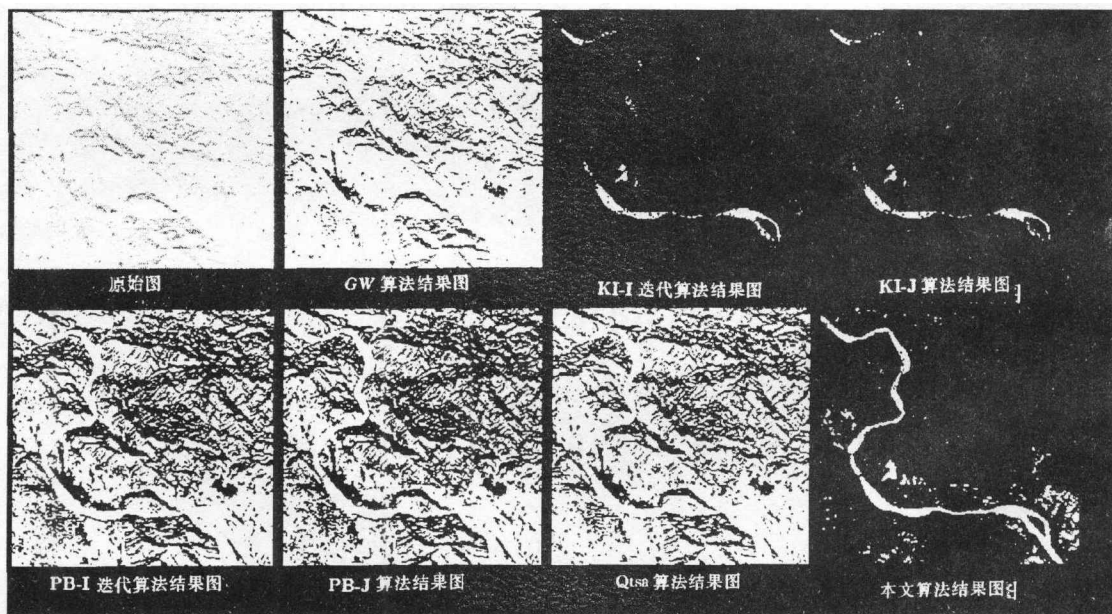 原始图
GW 算法结果图
KI-I 迭代算法结果图
KI-J 算法结果图
PB-I 迭代算法结果图
PB-J 算法结果图
Qtsa 算法结果图
本文算法结果图